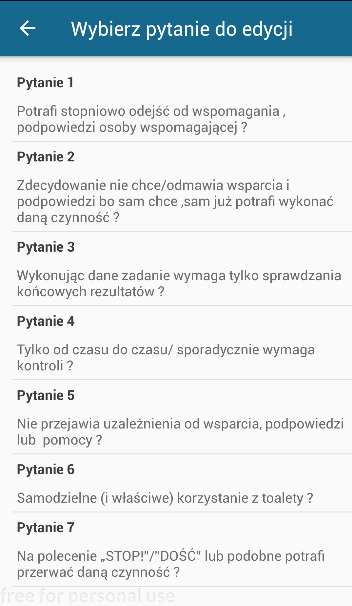 Wybierz pytanie do edycji
Pytanie 1
Potrafi stopniowo odejść od wspomagania ,
podpowiedzi osoby wspomagającej ?
Pytanie 2
Zdecydowanie nie chce/odmawia wsparcia i
podpowiedzi bo sam chce ,sam już potrafi wykonać
daną czynność ?
Pytanie 3
Wykonując dane zadanie wymaga tylko sprawdzania
końcowych rezultatów ?
Pytanie 4
Tylko od czasu do czasu/ sporadycznie wymaga
kontroli ?
Pytanie 5
Nie przejawia uzależnienia od wsparcia, podpowiedzi
lub  pomocy ?
Pytanie 6
Samodzielne (i właściwe) korzystanie z toalety ?
Pytanie 7
Na polecenie „STOP!"/"DOŚĆ" lub podobne potrafi
przerwać daną czynność ?
free for personal use